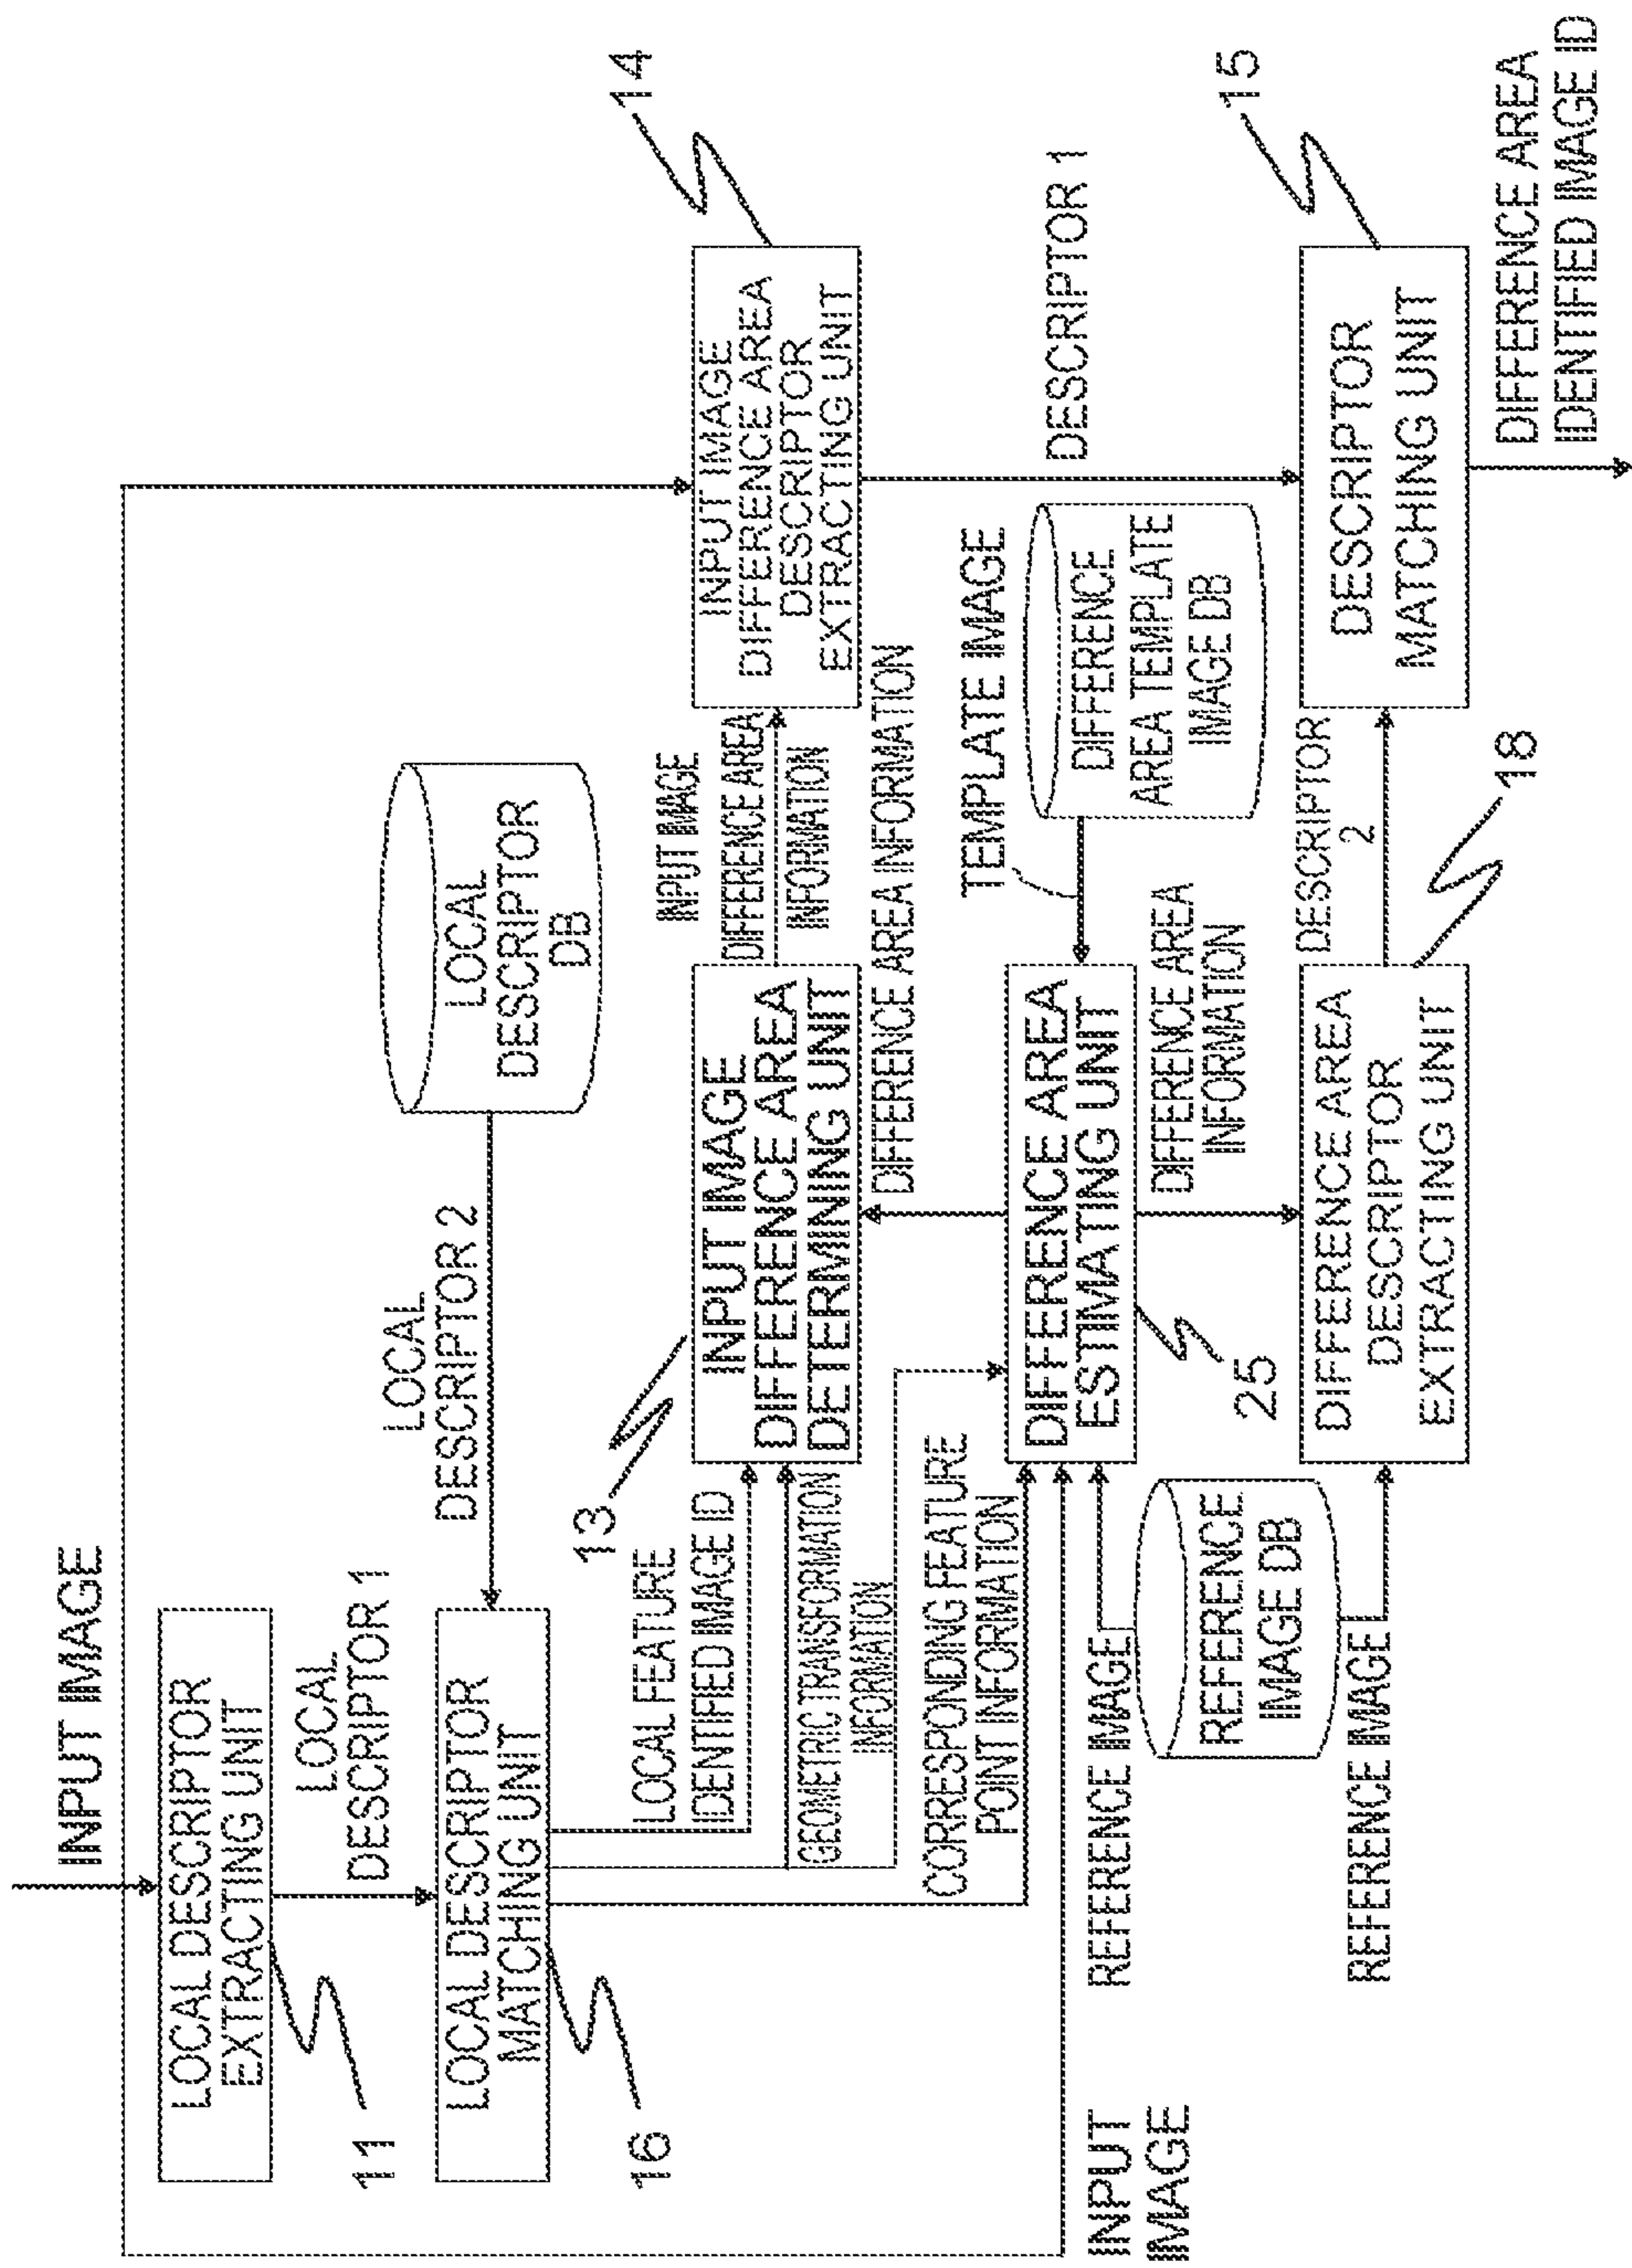 INPUT IMAGE
LOCAL DESCRIPTOR
EXTRACTING UNIT
11
LOCAL
DESCRIPTOR 1
LOCAL DESCRIPTOR
MATCHING UNIT
16
LOCAL
DESCRIPTOR 2
LOCAL
DESCRIPTOR
DB
LOCAL FEATURE
IDENTIFIED IMAGE ID
GEOMETRIC TRANSFORMATION
INFORMATION
CORRESPONDING FEATURE
POINT INFORMATION
13
INPUT IMAGE
DIFFERENCE AREA
DETERMINING UNIT
INPUT IMAGE
DIFFERENCE AREA
INFORMATION
INPUT IMAGE
DIFFERENCE AREA
DESCRIPTOR
EXTRACTING UNIT
14
DIFFERENCE AREA INFORMATION
INPUT
IMAGE
REFERENCE IMAGE
REFERENCE
IMAGE DB
REFERENCE IMAGE
DIFFERENCE AREA
ESTIMATING UNIT
25
TEMPLATE IMAGE
DIFFERENCE
AREA TEMPLATE
IMAGE DB
DESCRIPTOR 1
DIFFERENCE AREA
INFORMATION
DIFFERENCE AREA
DESCRIPTOR
EXTRACTING UNIT
18
DESCRIPTOR
2
DESCRIPTOR
MATCHING UNIT
15
DIFFERENCE AREA
IDENTIFIED IMAGE ID